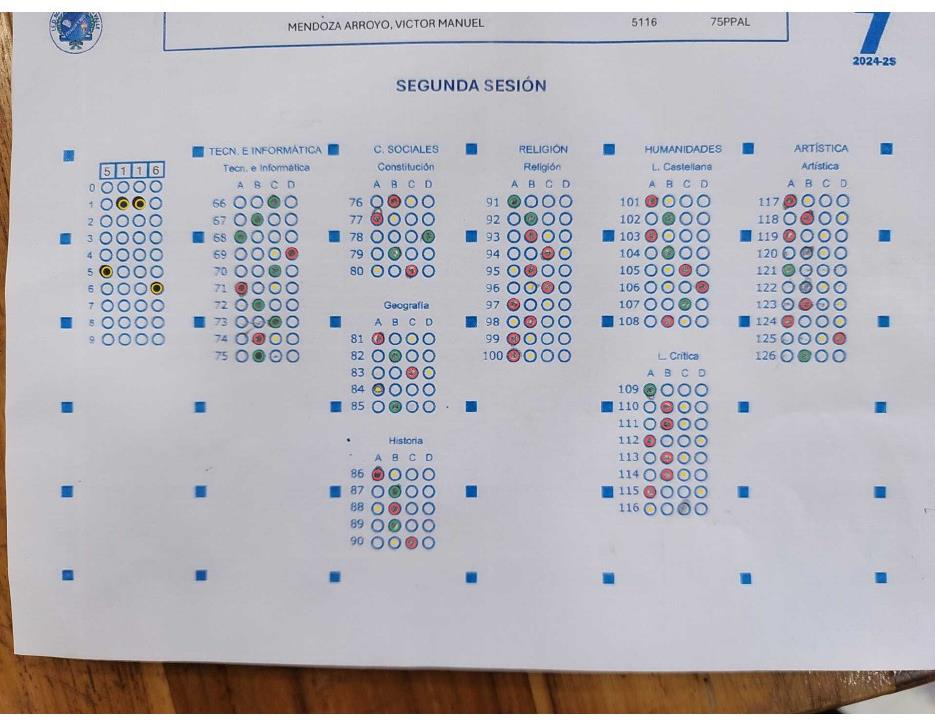 MENDOZA ARROYO, VICTOR MANUEL 5116 75PPAL
7
2024-2S
SEGUNDA SESIÓN
5 1 1 6
0
1
2
3
4
5
6
7
8
9
TECN. E INFORMÁTICA
Tecn. e Informática
A B C D
66
67
68
69
70
71
72
73
74
75
C. SOCIALES
Constitución
A B C D
76
77
78
79
80
Geografía
A B C D
81
82
83
84
85
Historia
A B C D
86
87
88
89
90
RELIGIÓN
Religión
A B C D
91
92
93
94
95
96
97
98
99
100
HUMANIDADES
L. Castellana
A B C D
101
102
103
104
105
106
107
108
L. Crítica
A B C D
109
110
111
112
113
114
115
116
ARTÍSTICA
Artística
A B C D
117
118
119
120
121
122
123
124
125
126